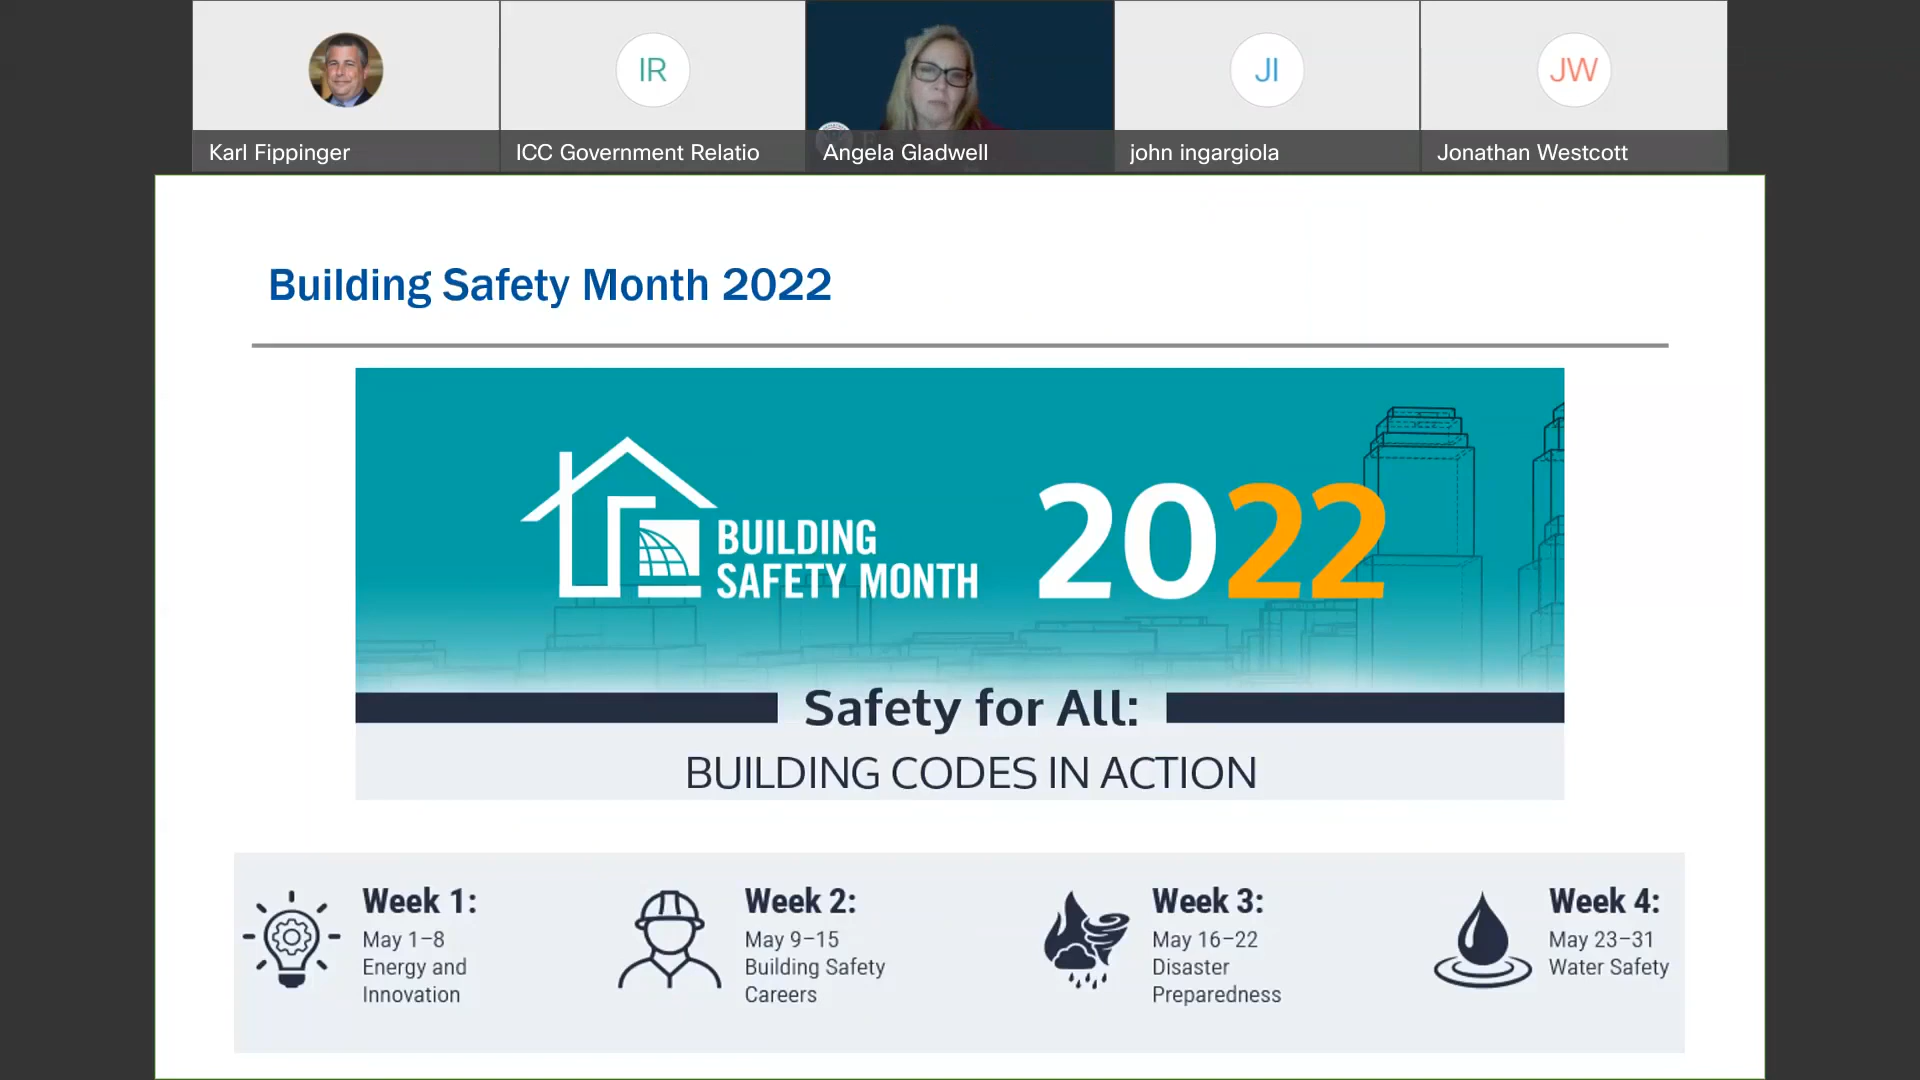 IR
JI
JW
Karl Fippinger
ICC Government Relatio
Angela Gladwell
john ingargiola
Jonathan Westcott
Building Safety Month 2022
BUILDING
SAFETY MONTH
2022
Safety for All:
BUILDING CODES IN ACTION
Week 1:
May 1–8
Energy and
Innovation
Week 2:
May 9–15
Building Safety
Careers
Week 3:
May 16–22
Disaster
Preparedness
Week 4:
May 23–31
Water Safety